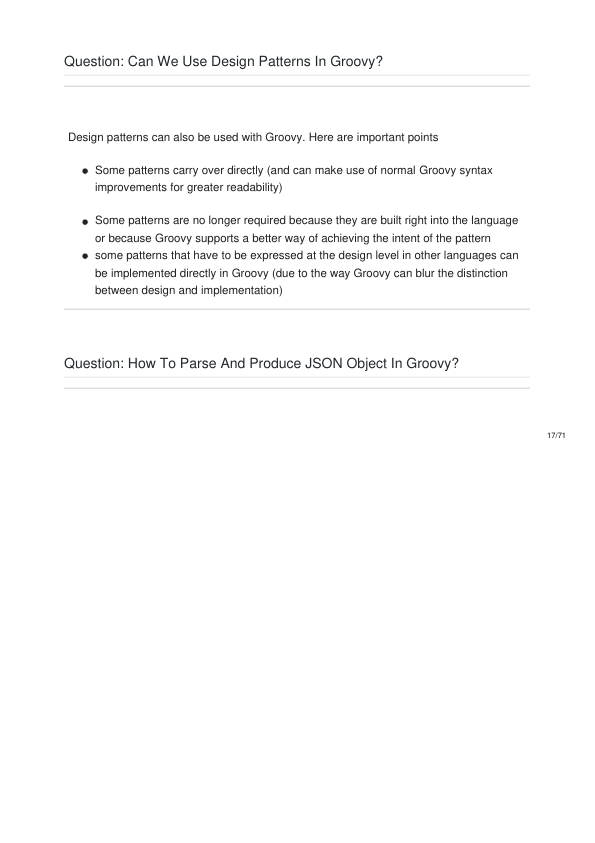 Question: Can We Use Design Patterns In Groovy?
Design patterns can also be used with Groovy. Here are important points
● Some patterns carry over directly (and can make use of normal Groovy syntax
improvements for greater readability)
● Some patterns are no longer required because they are built right into the language
or because Groovy supports a better way of achieving the intent of the pattern
● some patterns that have to be expressed at the design level in other languages can
be implemented directly in Groovy (due to the way Groovy can blur the distinction
between design and implementation)
Question: How To Parse And Produce JSON Object In Groovy?
17/71